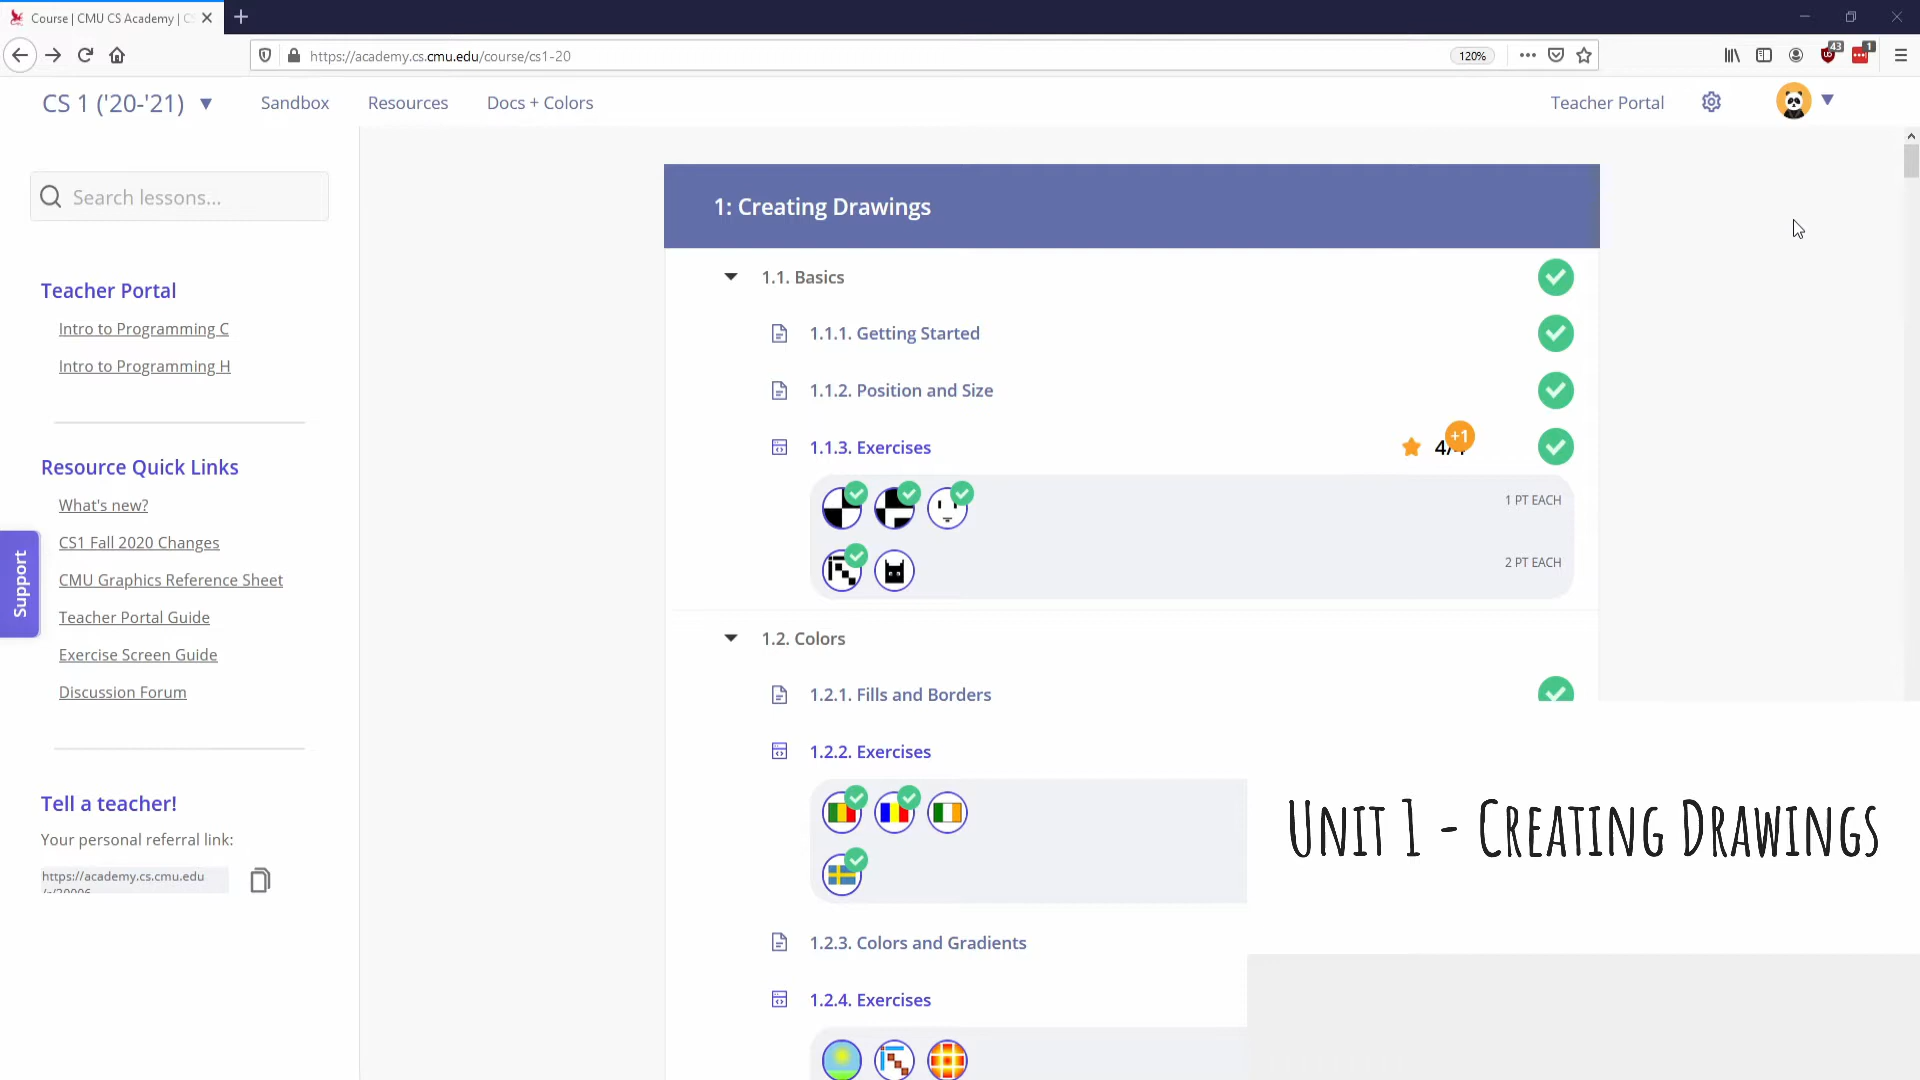 Course | CMU CS Academy | CS
43
1
https://academy.cs.cmu.edu/course/cs1-20
120%
CS 1 ('20-'21)
Sandbox
Resources
Docs + Colors
Teacher Portal
Search lessons...
Teacher Portal
Intro to Programming C
Intro to Programming H
Resource Quick Links
What's new?
CS1 Fall 2020 Changes
CMU Graphics Reference Sheet
Teacher Portal Guide
Exercise Screen Guide
Discussion Forum
Support
Tell a teacher!
Your personal referral link:
https://academy.cs.cmu.edu
1: Creating Drawings
1.1. Basics
1.1.1. Getting Started
1.1.2. Position and Size
1.1.3. Exercises
+1
1 PT EACH
2 PT EACH
1.2. Colors
1.2.1. Fills and Borders
1.2.2. Exercises
1.2.3. Colors and Gradients
1.2.4. Exercises
Unit 1 - Creating Drawings